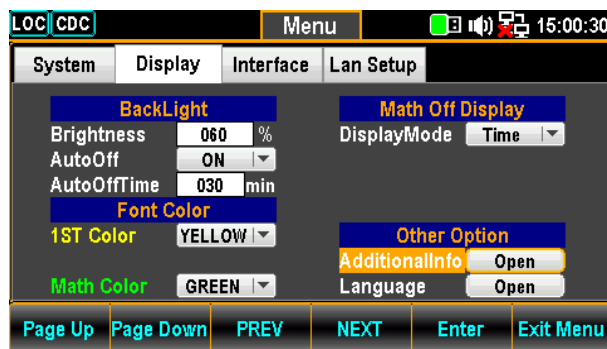 LOC CDC Menu 15:00:30
System Display Interface Lan Setup
BackLight
Brightness 060 %
AutoOff ON
AutoOffTime 030 min
Font Color
1ST Color YELLOW
Math Color GREEN
Math Off Display
DisplayMode Time
Other Option
AdditionalInfo Open
Language Open
Page Up Page Down PREV NEXT Enter Exit Menu